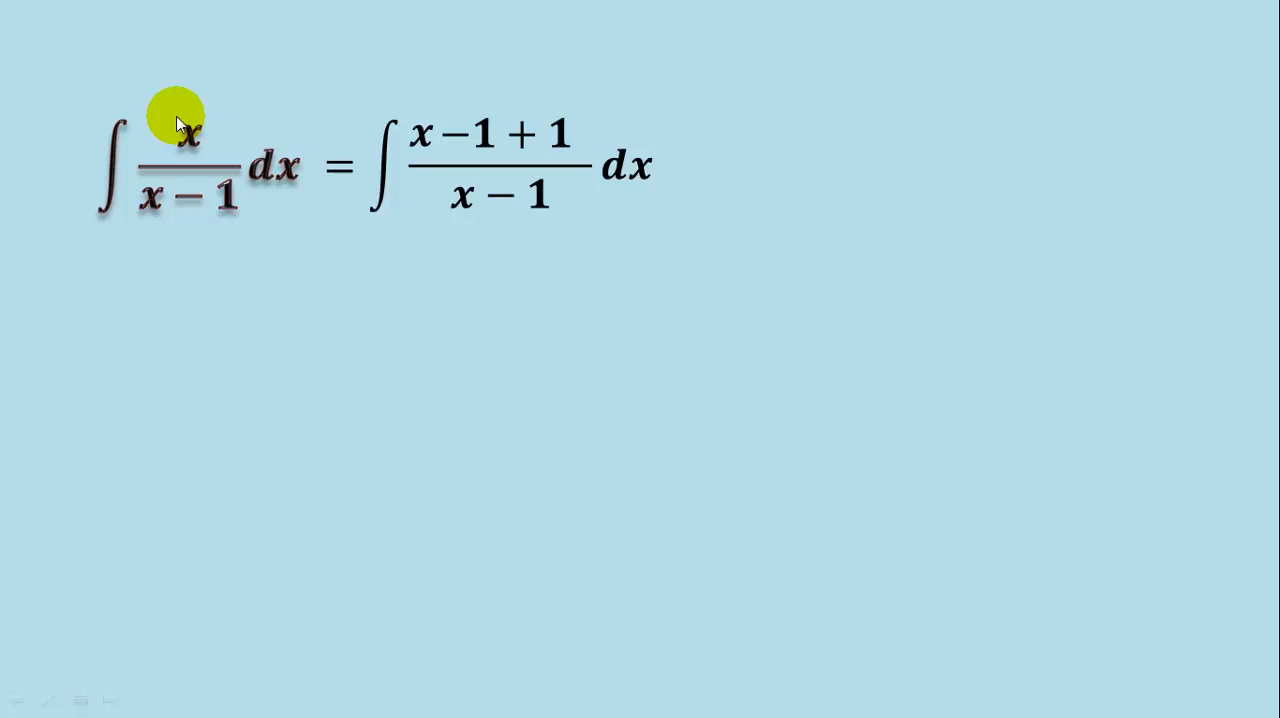 ∫ x/(x − 1) dx = ∫ (x − 1 + 1)/(x − 1) dx